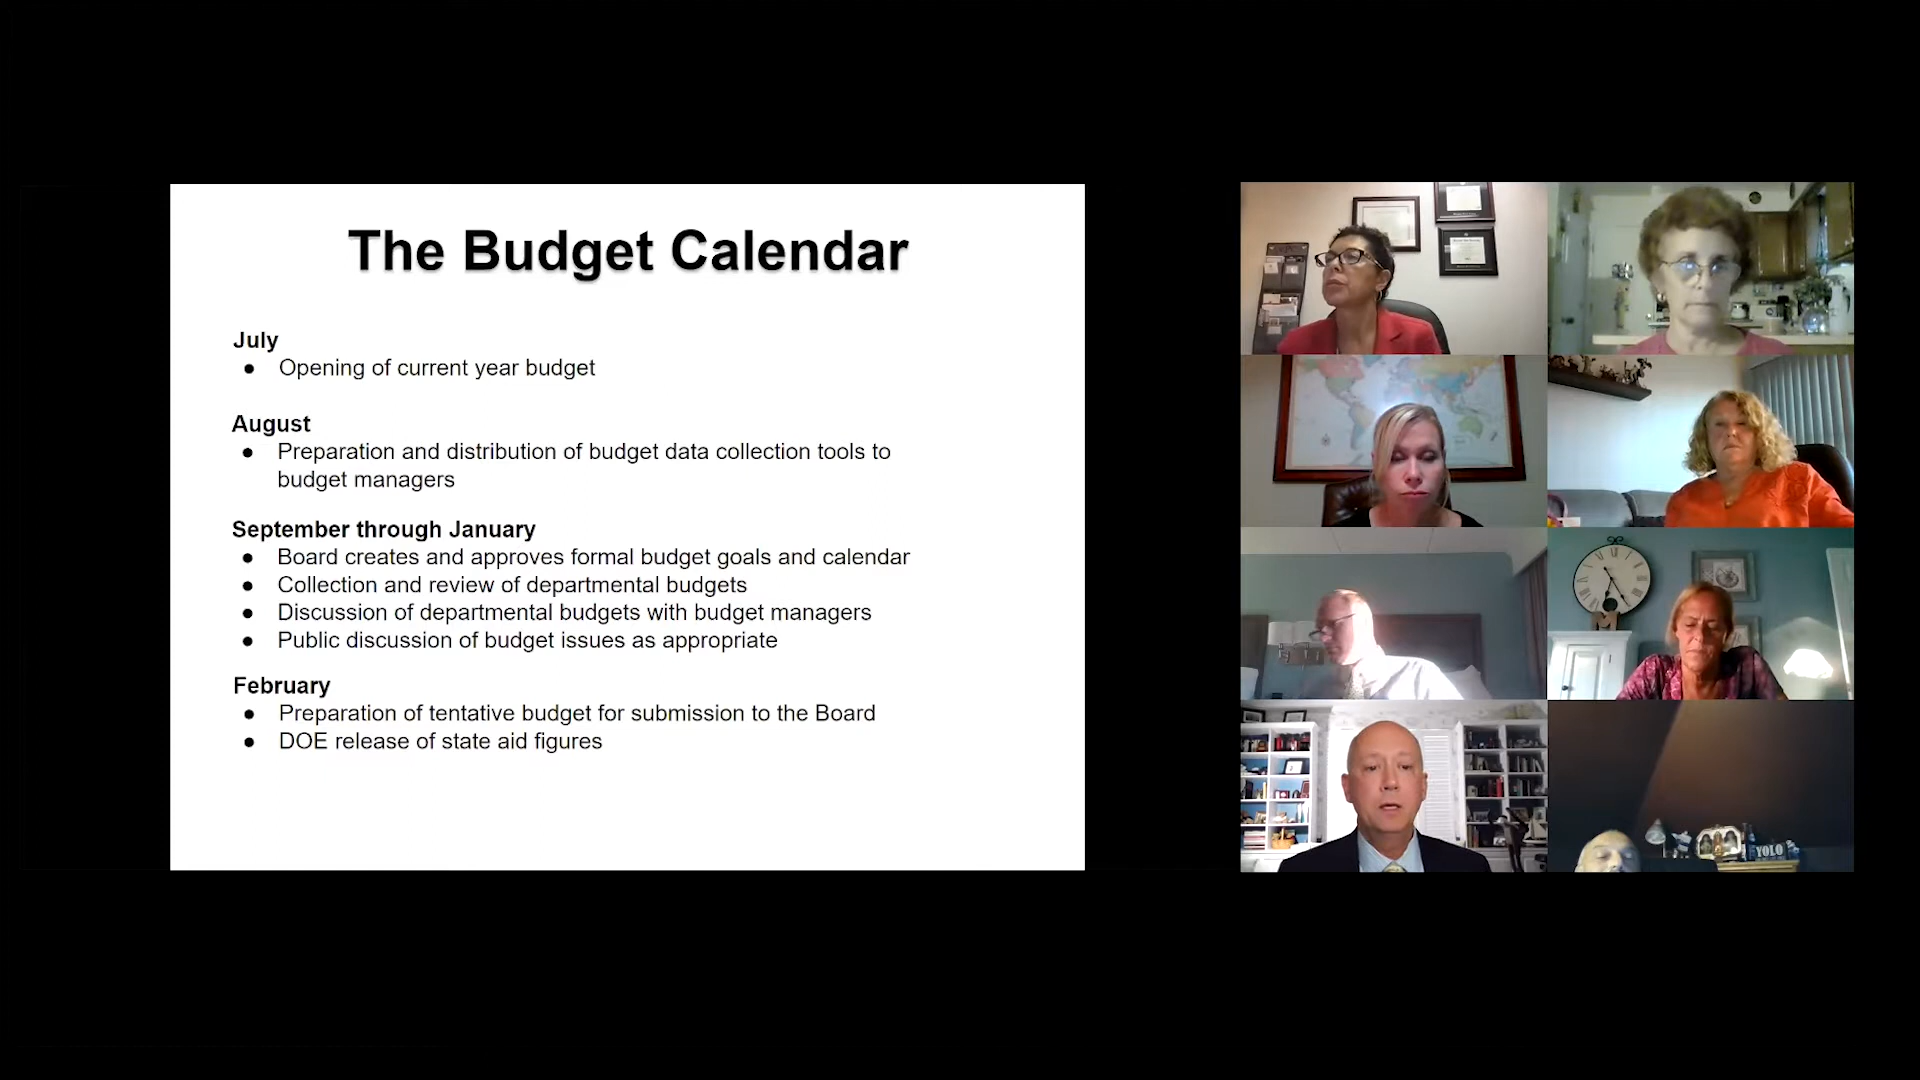 The Budget Calendar
July
● Opening of current year budget
August
● Preparation and distribution of budget data collection tools to
budget managers
September through January
● Board creates and approves formal budget goals and calendar
● Collection and review of departmental budgets
● Discussion of departmental budgets with budget managers
● Public discussion of budget issues as appropriate
February
● Preparation of tentative budget for submission to the Board
● DOE release of state aid figures
M
YOLO